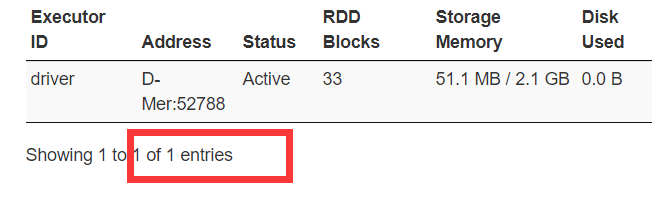 Executor ID Address Status RDD Blocks Storage Memory Disk Used
driver D-Mer:52788 Active 33 51.1 MB / 2.1 GB 0.0 B
Showing 1 to 1 of 1 entries